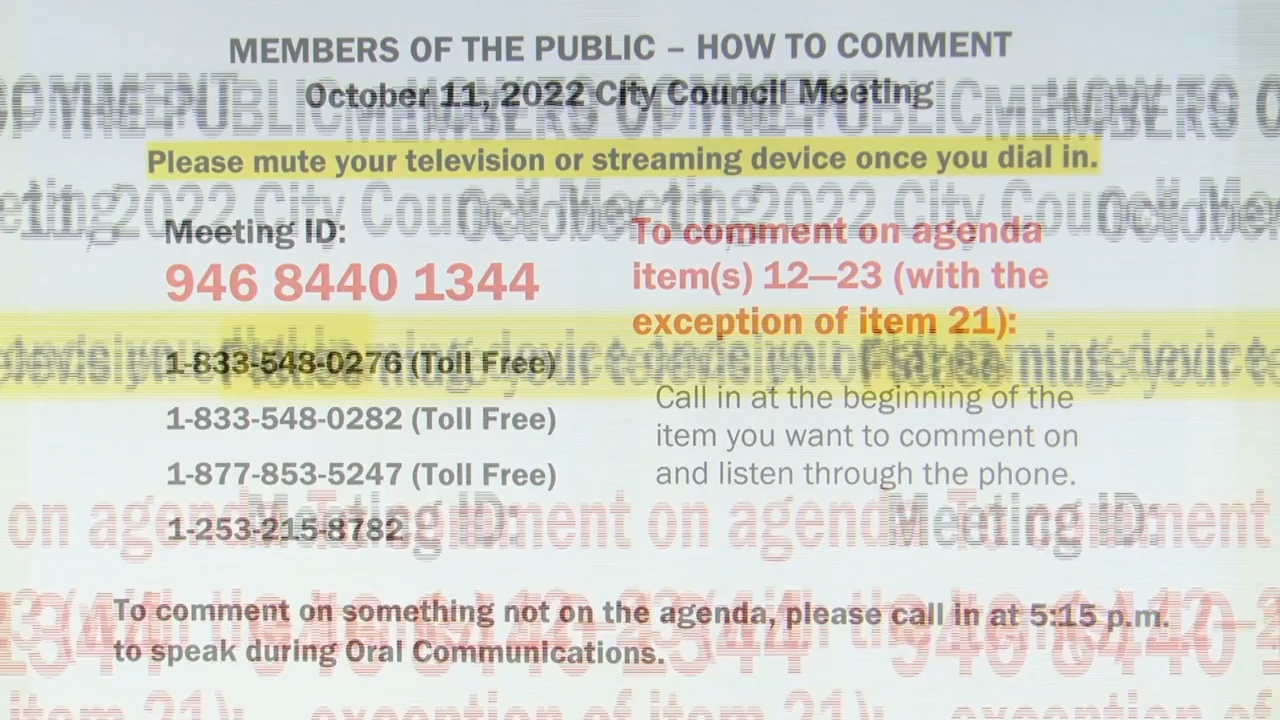 MEMBERS OF THE PUBLIC – HOW TO COMMENT
October 11, 2022 City Council Meeting
Please mute your television or streaming device once you dial in.
Meeting ID:
946 8440 1344
1-833-548-0276 (Toll Free)
1-833-548-0282 (Toll Free)
1-877-853-5247 (Toll Free)
1-253-215-8782
To comment on agenda
item(s) 12—23 (with the
exception of item 21):
Call in at the beginning of the
item you want to comment on
and listen through the phone.
To comment on something not on the agenda, please call in at 5:15 p.m.
to speak during Oral Communications.